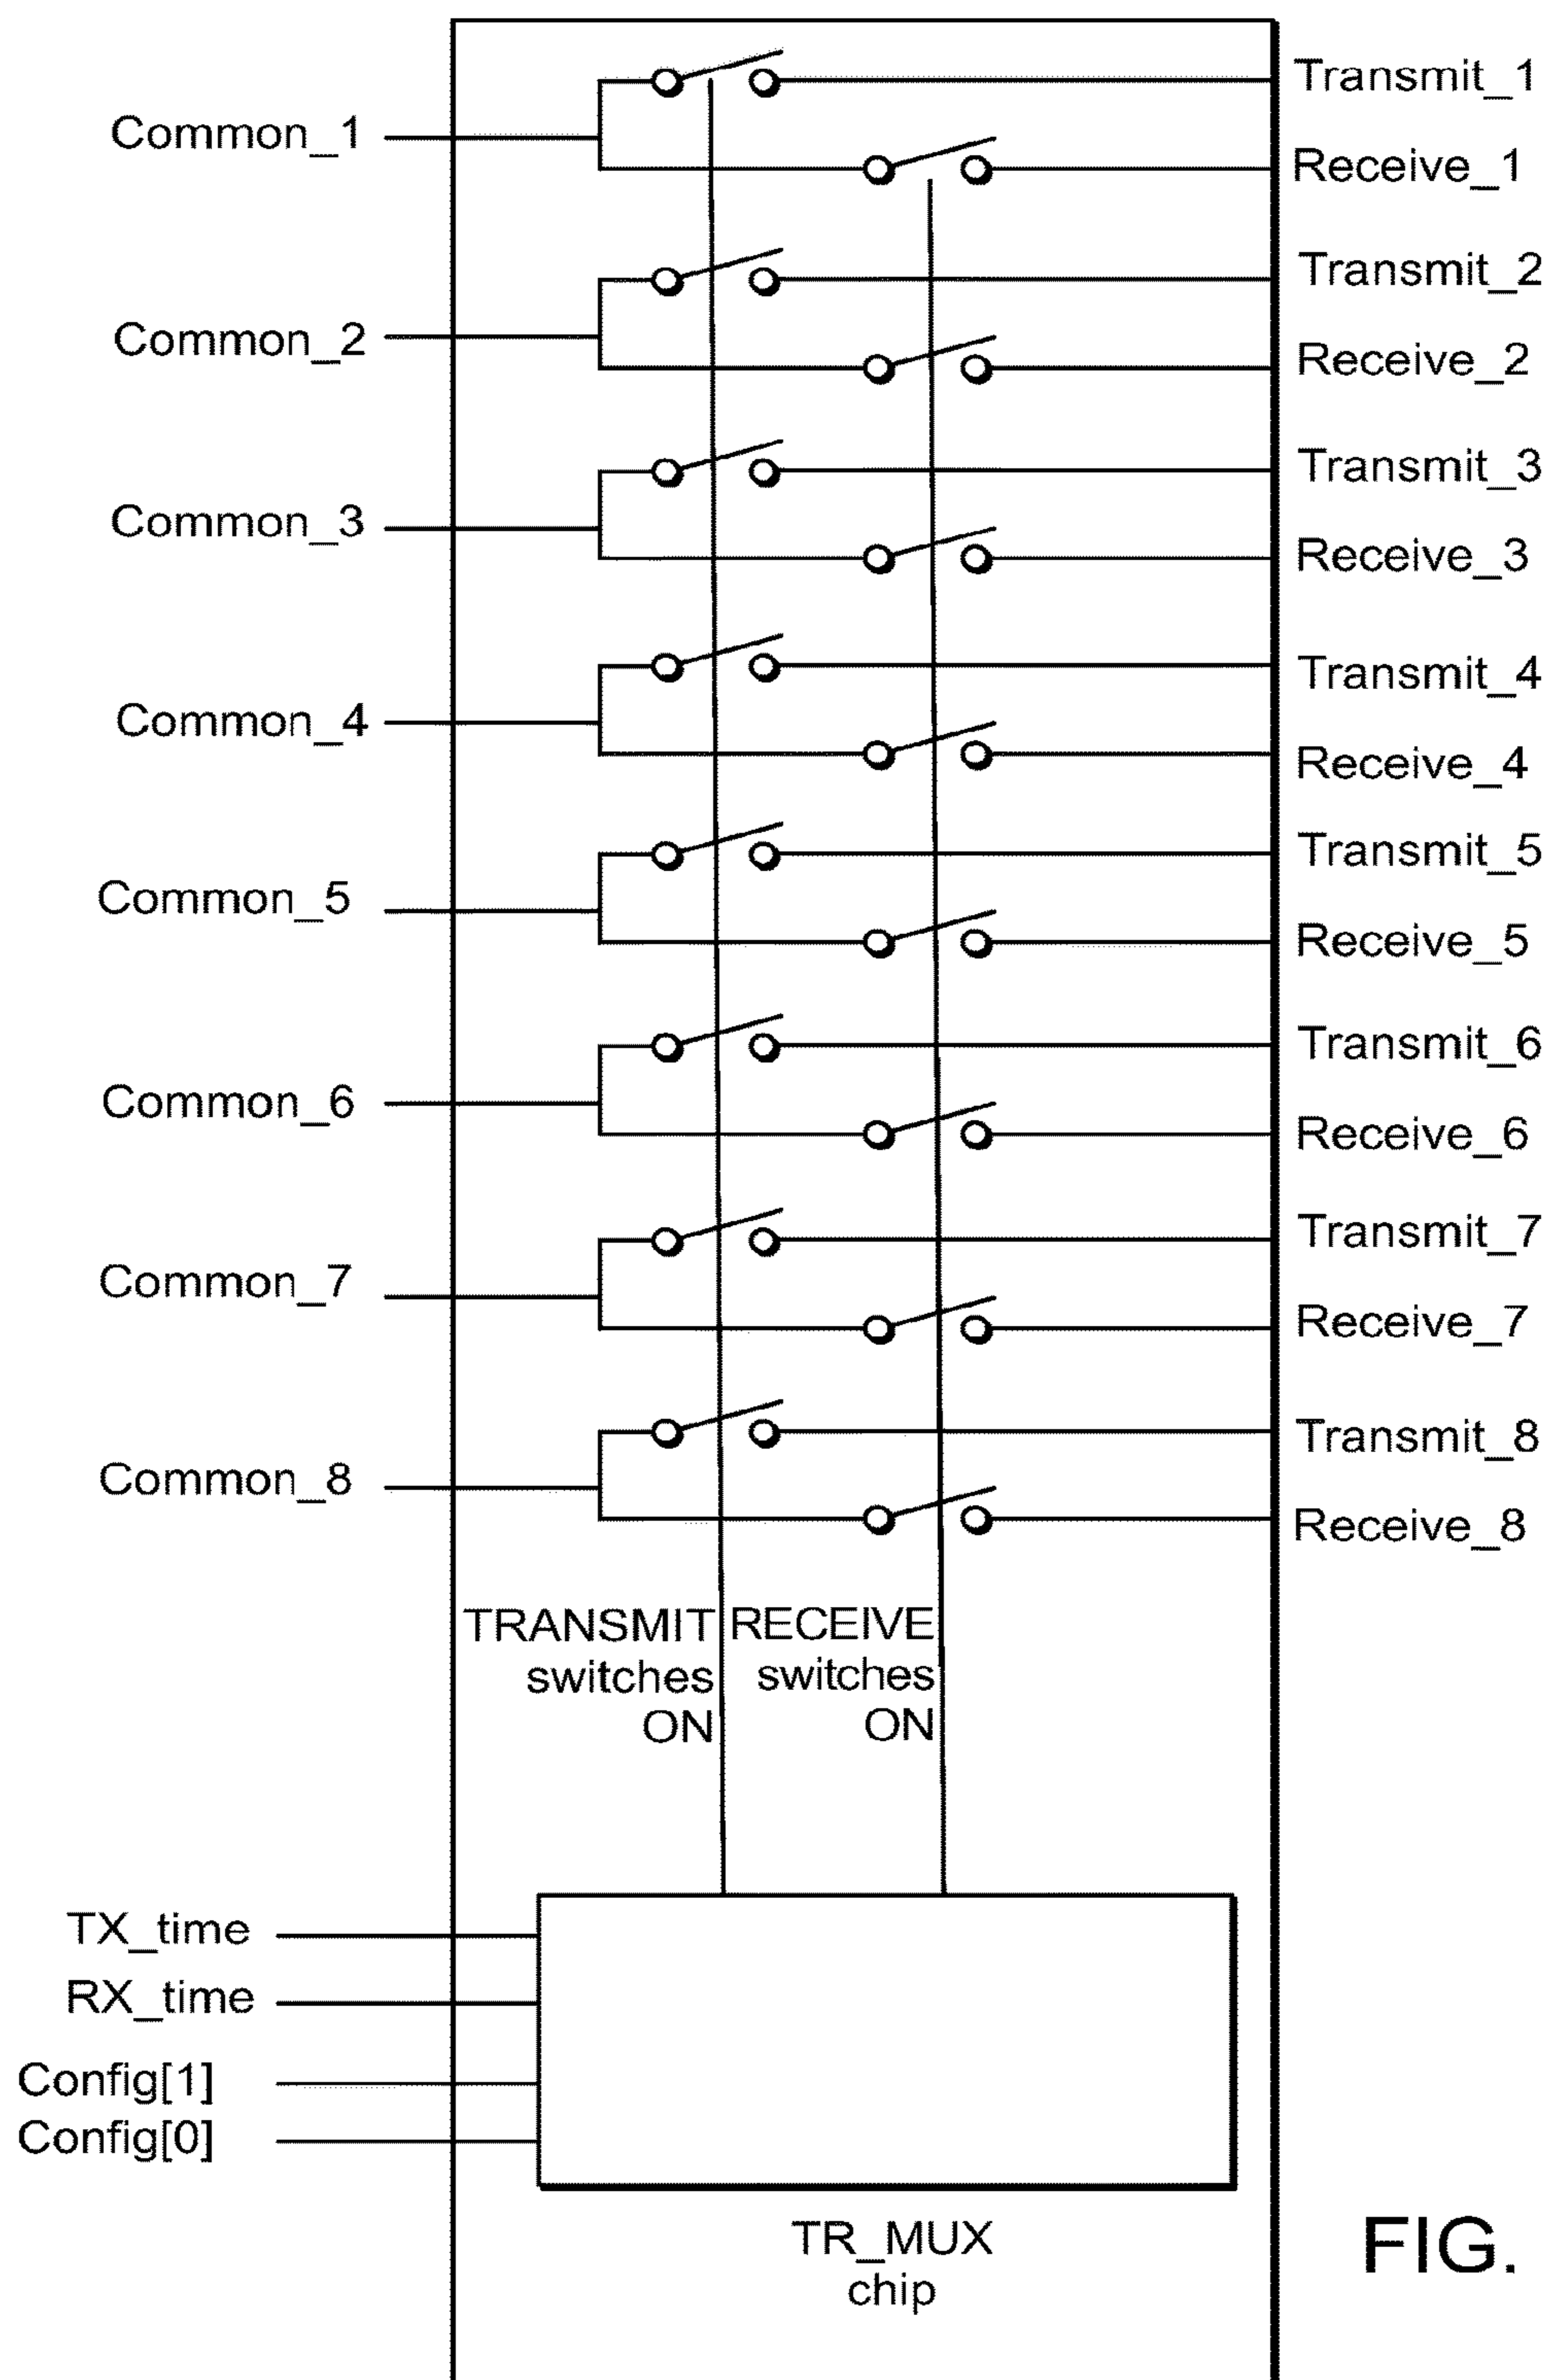 Transmit_1
Common_1
Receive_1
Transmit_2
Common_2
Receive_2
Transmit_3
Common_3
Receive_3
Transmit_4
Common_4
Receive_4
Transmit_5
Common_5
Receive_5
Transmit_6
Common_6
Receive_6
Transmit_7
Common_7
Receive_7
Transmit_8
Common_8
Receive_8
TRANSMIT
switches
ON
RECEIVE
switches
ON
TX_time
RX_time
Config[1]
Config[0]
TR_MUX
chip
FIG.